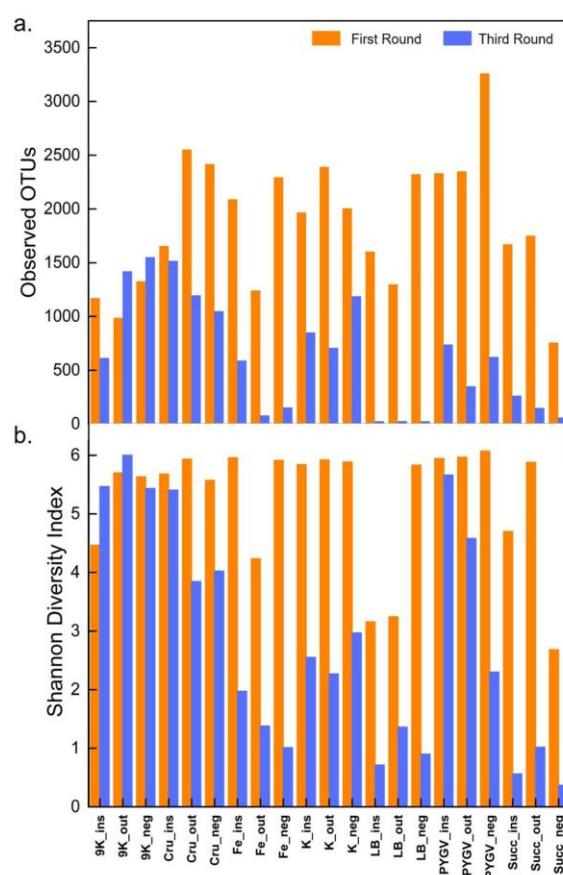 a.
First Round
Third Round
Observed OTUs
3500
3000
2500
2000
1500
1000
500
0
b.
Shannon Diversity Index
6
5
4
3
2
1
0
9K_ins
9K_out
9K_neg
Cru_ins
Cru_out
Cru_neg
Fe_ins
Fe_out
Fe_neg
K_ins
K_out
K_neg
LB_ins
LB_out
LB_neg
PYGV_ins
PYGV_out
PYGV_neg
Succ_ins
Succ_out
Succ_neg